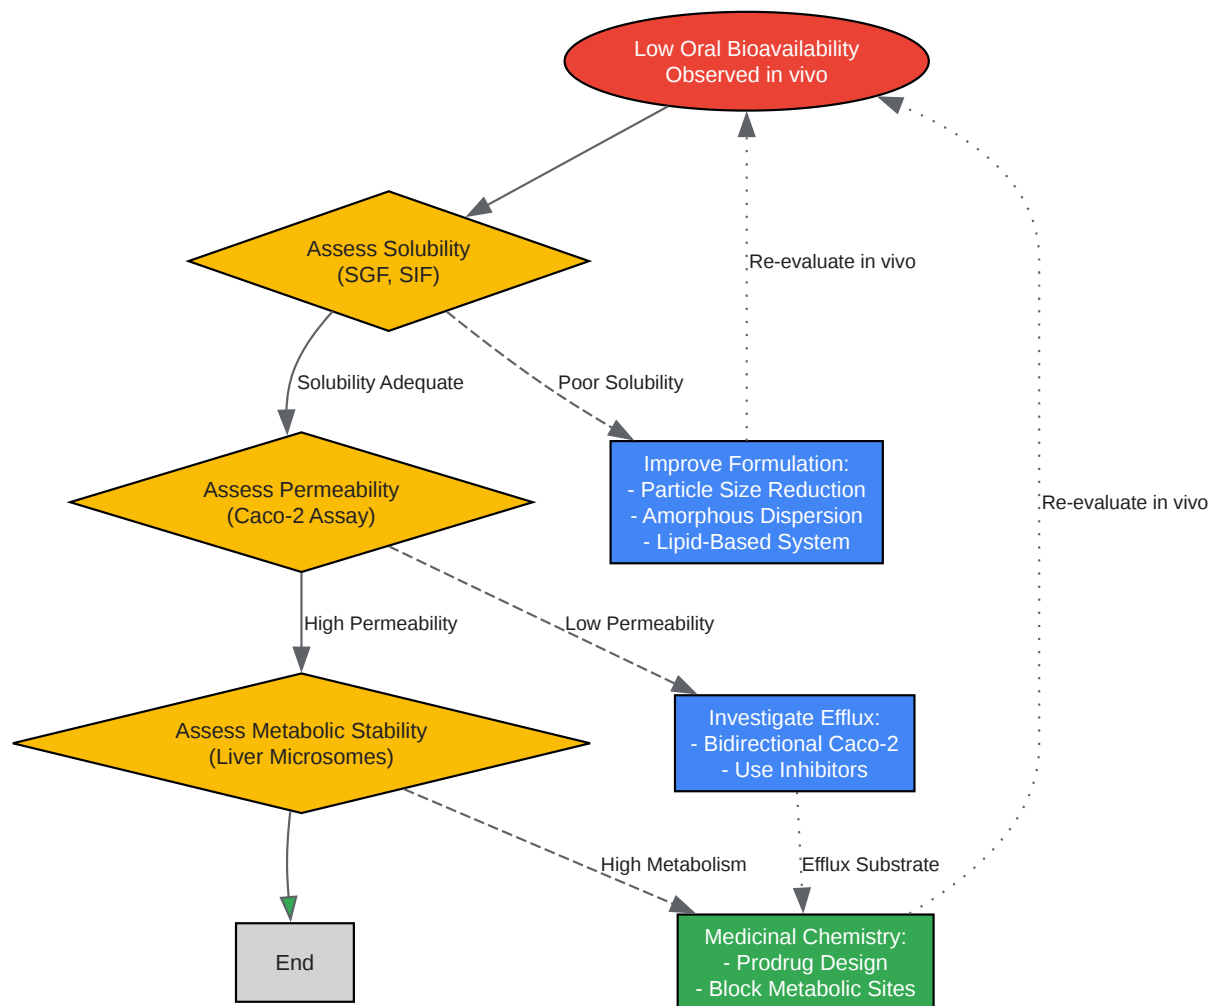 Low Oral Bioavailability
Observed in vivo
Assess Solubility
(SGF, SIF)
Re-evaluate in vivo
Solubility Adequate
Poor Solubility
Improve Formulation:
- Particle Size Reduction
- Amorphous Dispersion
- Lipid-Based System
Assess Permeability
(Caco-2 Assay)
Re-evaluate in vivo
High Permeability
Low Permeability
Investigate Efflux:
- Bidirectional Caco-2
- Use Inhibitors
Assess Metabolic Stability
(Liver Microsomes)
High Metabolism
Efflux Substrate
Medicinal Chemistry:
- Prodrug Design
- Block Metabolic Sites
End